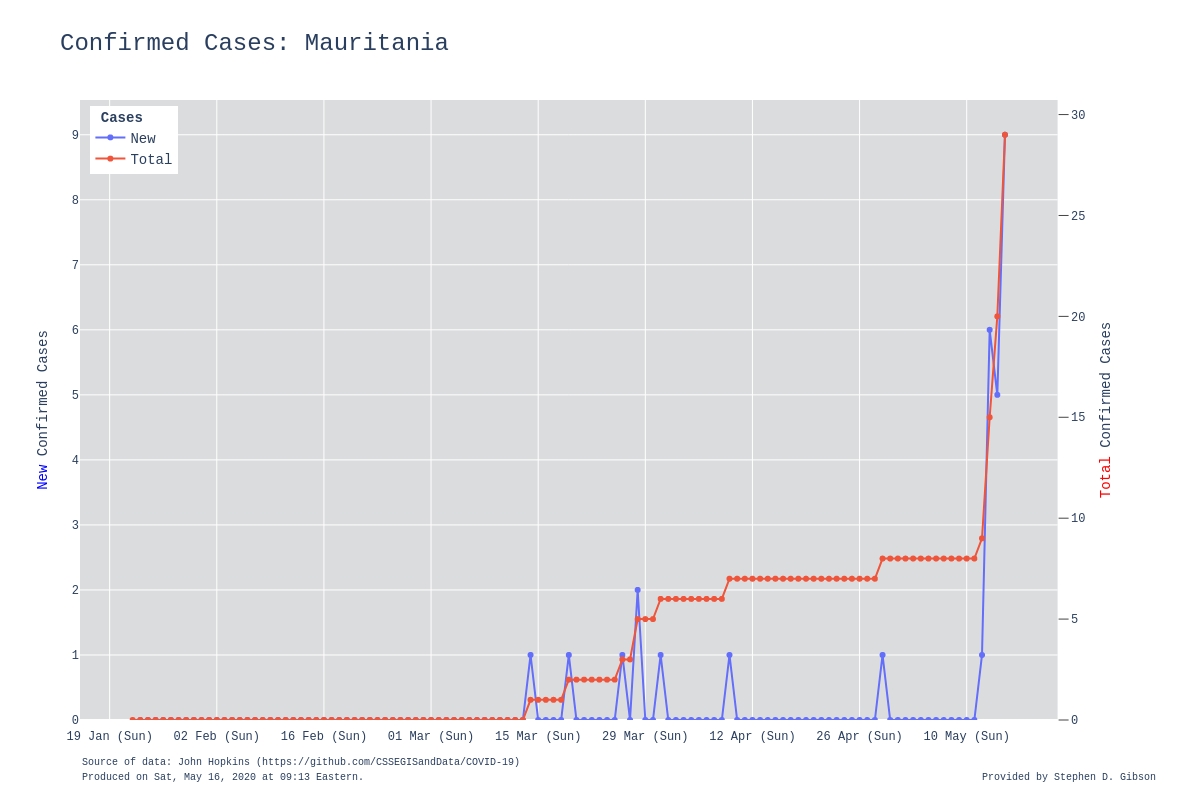 Confirmed Cases: Mauritania
Cases
New
Total
9
8
7
6
5
4
3
2
1
0
New Confirmed Cases
30
25
20
15
10
5
0
Total Confirmed Cases
19 Jan (Sun) 02 Feb (Sun) 16 Feb (Sun) 01 Mar (Sun) 15 Mar (Sun) 29 Mar (Sun) 12 Apr (Sun) 26 Apr (Sun) 10 May (Sun)
Source of data: John Hopkins (https://github.com/CSSEGISandData/COVID-19)
Produced on Sat, May 16, 2020 at 09:13 Eastern.
Provided by Stephen D. Gibson